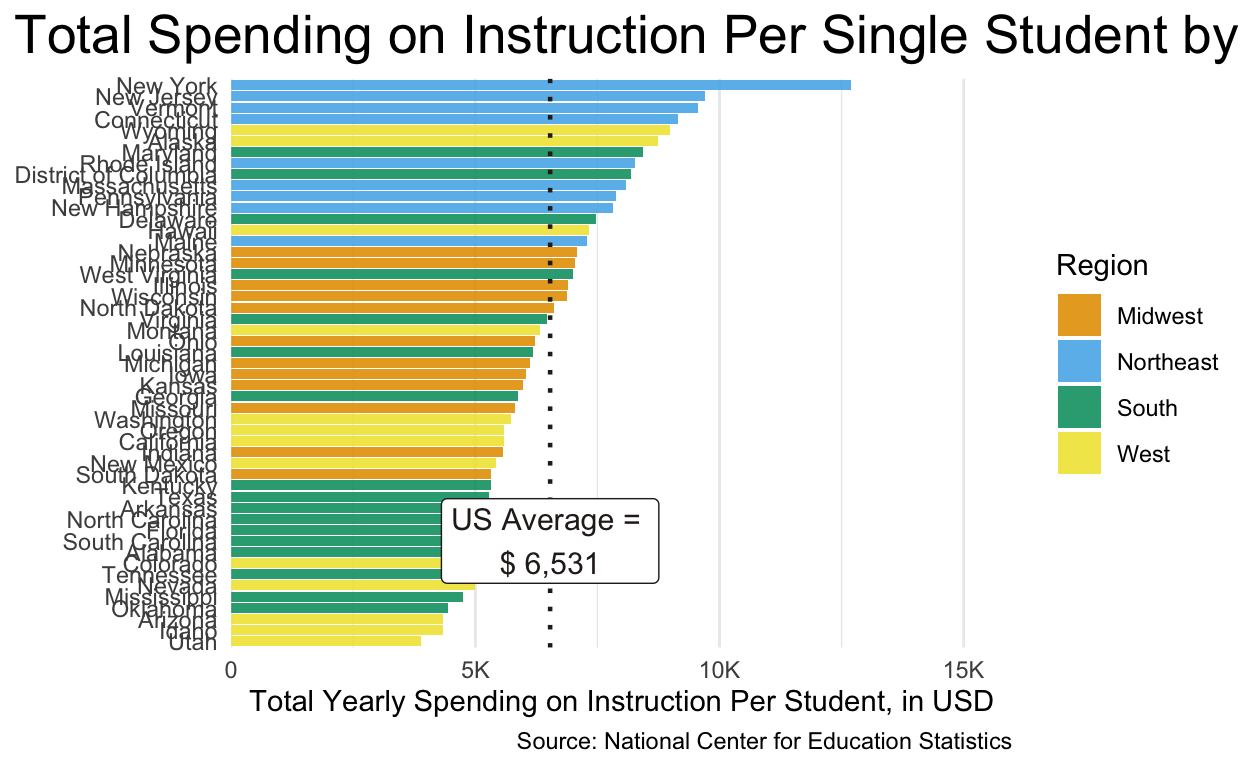 Total Spending on Instruction Per Single Student by
New York
New Jersey
Vermont
Connecticut
Wyoming
Alaska
Maryland
Rhode Island
District of Columbia
Massachusetts
Pennsylvania
New Hampshire
Delaware
Hawaii
Maine
Nebraska
Minnesota
West Virginia
Illinois
Wisconsin
North Dakota
Virginia
Montana
Ohio
Louisiana
Michigan
Iowa
Kansas
Georgia
Missouri
Washington
Oregon
California
Indiana
New Mexico
South Dakota
Kentucky
Texas
Arkansas
North Carolina
Florida
South Carolina
Alabama
Colorado
Tennessee
Nevada
Mississippi
Oklahoma
Arizona
Idaho
Utah
US Average =
$ 6,531
0 5K 10K 15K
Total Yearly Spending on Instruction Per Student, in USD
Source: National Center for Education Statistics
Region
Midwest
Northeast
South
West